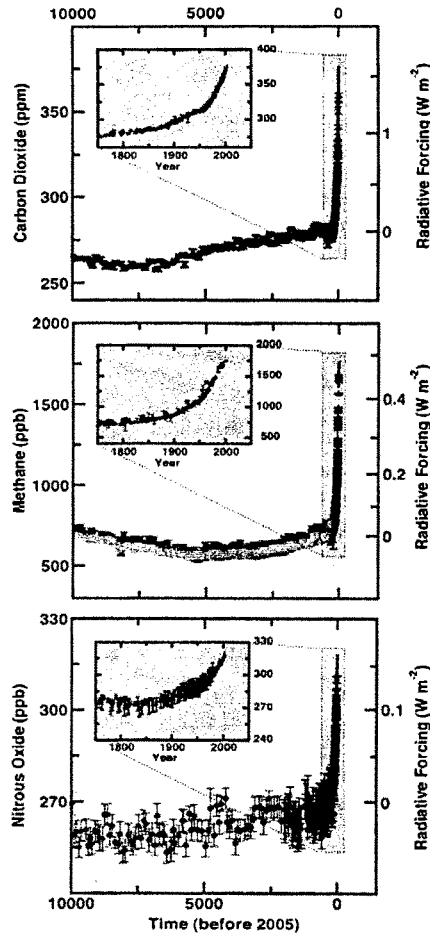 10000 5000 0
Carbon Dioxide (ppm)
350
300
250
400
350
300
1800 1900 2000
Year
1
0
Radiative Forcing (W m⁻²)
Methane (ppb)
2000
1500
1000
500
2000
1500
1000
500
1800 1900 2000
Year
0.4
0.2
0
Radiative Forcing (W m⁻²)
Nitrous Oxide (ppb)
330
300
270
330
300
270
240
1800 1900 2000
Year
0.1
0
Radiative Forcing (W m⁻²)
10000 5000 0
Time (before 2005)